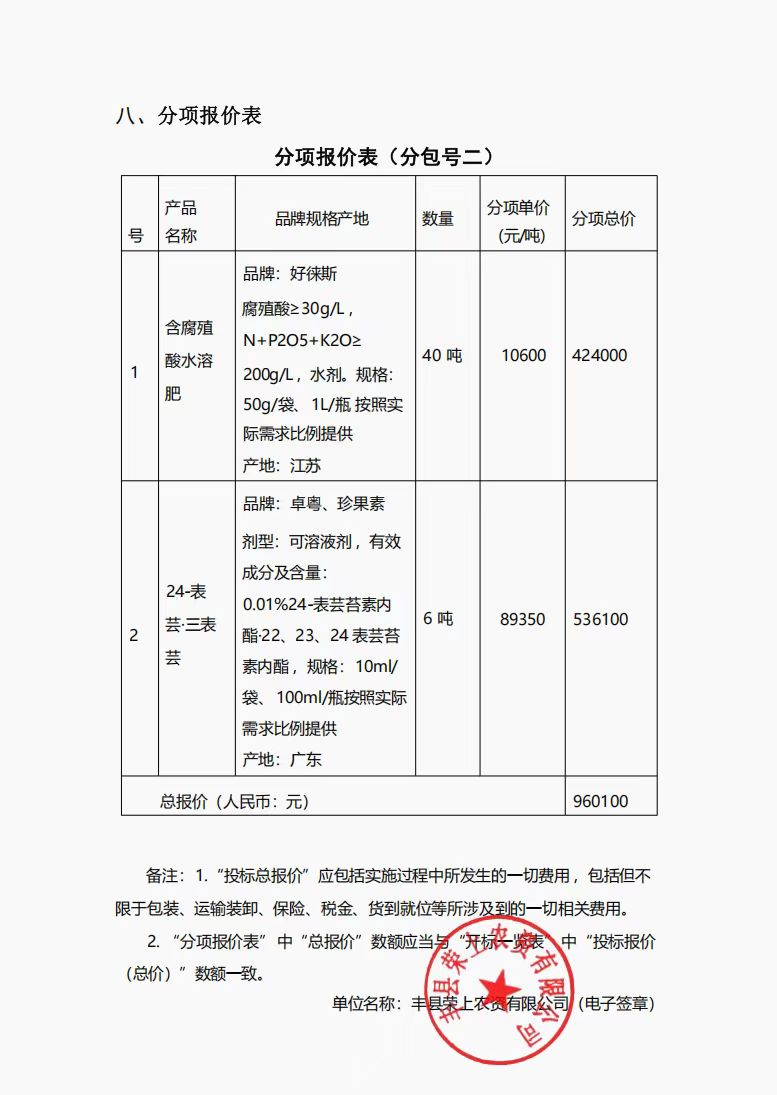 八、分项报价表
分项报价表（分包号二）
号
产品
名称
品牌规格产地
数量
分项单价
(元/吨)
分项总价
1
含腐殖
酸水溶
肥
品牌：好徕斯
腐殖酸≥30g/L，
N+P2O5+K2O≥
200g/L，水剂。规格：
50g/袋、1L/瓶 按照实
际需求比例提供
产地：江苏
40 吨
10600
424000
2
24-表
芸·三表
芸
品牌：卓粤、珍果素
剂型：可溶液剂，有效
成分及含量：
0.01%24-表芸苔素内
酯·22、23、24 表芸苔
素内酯，规格：10ml/
袋、100ml/瓶按照实际
需求比例提供
产地：广东
6 吨
89350
536100
总报价（人民币：元）
960100
备注：1.“投标总报价”应包括实施过程中所发生的一切费用，包括但不
限于包装、运输装卸、保险、税金、货到就位等所涉及到的一切相关费用。
2.“分项报价表”中“总报价”数额应当与“开标一览表”中“投标报价
（总价）”数额一致。
单位名称：丰县荣上农资有限公司（电子签章）
丰县荣上农资有限公司